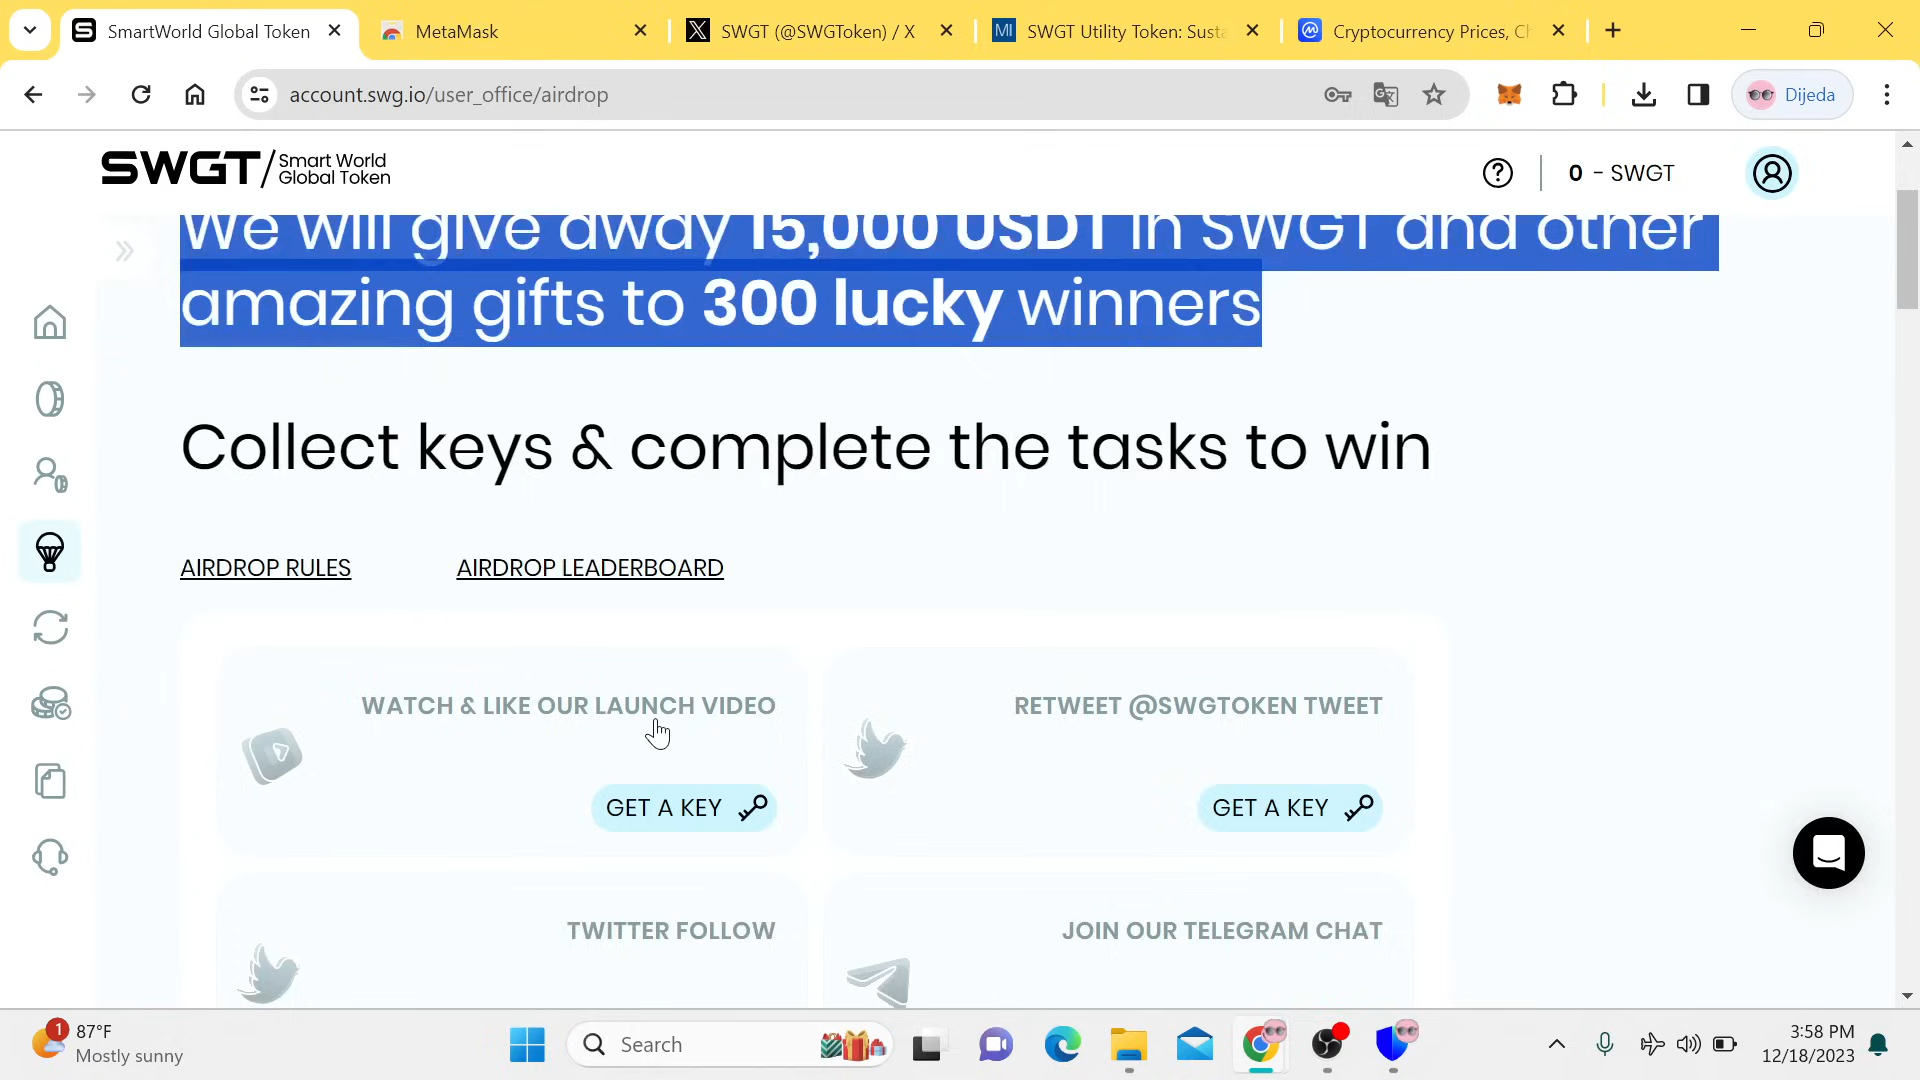 SmartWorld Global Token
MetaMask
SWGT (@SWGToken) / X
SWGT Utility Token: Susta
Cryptocurrency Prices, Ch
account.swg.io/user_office/airdrop
Dijeda
SWGT/Smart World Global Token
0 - SWGT
We will give away 15,000 USDT in SWGT and other
amazing gifts to 300 lucky winners
Collect keys & complete the tasks to win
AIRDROP RULES
AIRDROP LEADERBOARD
WATCH & LIKE OUR LAUNCH VIDEO
RETWEET @SWGTOKEN TWEET
GET A KEY
GET A KEY
TWITTER FOLLOW
JOIN OUR TELEGRAM CHAT
1
87°F
Mostly sunny
Search
3:58 PM
12/18/2023